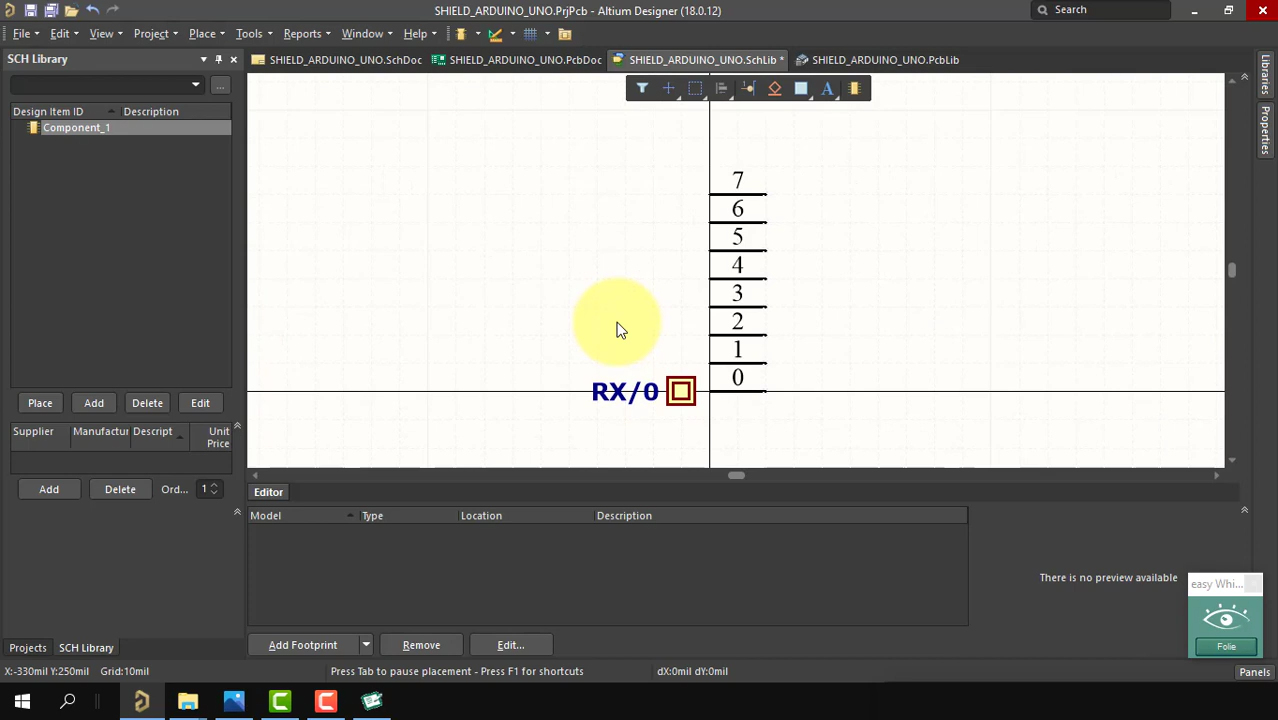 SHIELD_ARDUINO_UNO.PrjPcb - Altium Designer (18.0.12)
Search
File Edit View Project Place Tools Reports Window Help
SCH Library
SHIELD_ARDUINO_UNO.SchDoc SHIELD_ARDUINO_UNO.PcbDoc SHIELD_ARDUINO_UNO.SchLib * SHIELD_ARDUINO_UNO.PcbLib
...
Libraries
Properties
A
Design Item ID Description
Component_1
7
6
5
4
3
2
1
0
RX/0
Place Add Delete Edit
Supplier Manufactur Descript Unit Price
Add Delete Ord... 1
Editor
Model Type Location Description
There is no preview available
easy Whi...
Folie
Add Footprint Remove Edit...
Projects SCH Library
X:-330mil Y:250mil Grid:10mil Press Tab to pause placement - Press F1 for shortcuts dX:0mil dY:0mil Panels